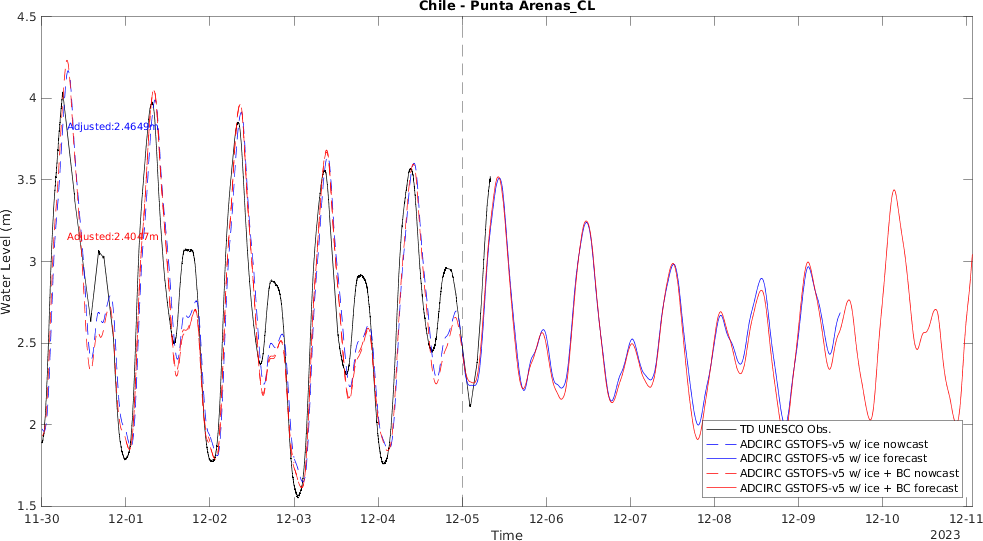 Chile - Punta Arenas_CL
4.5
4
3.5
3
2.5
2
1.5
Water Level (m)
Adjusted:2.4649m
Adjusted:2.4047m
TD UNESCO Obs.
ADCIRC GSTOFS-v5 w/ ice nowcast
ADCIRC GSTOFS-v5 w/ ice forecast
ADCIRC GSTOFS-v5 w/ ice + BC nowcast
ADCIRC GSTOFS-v5 w/ ice + BC forecast
11-30 12-01 12-02 12-03 12-04 12-05 12-06 12-07 12-08 12-09 12-10 12-11
Time
2023